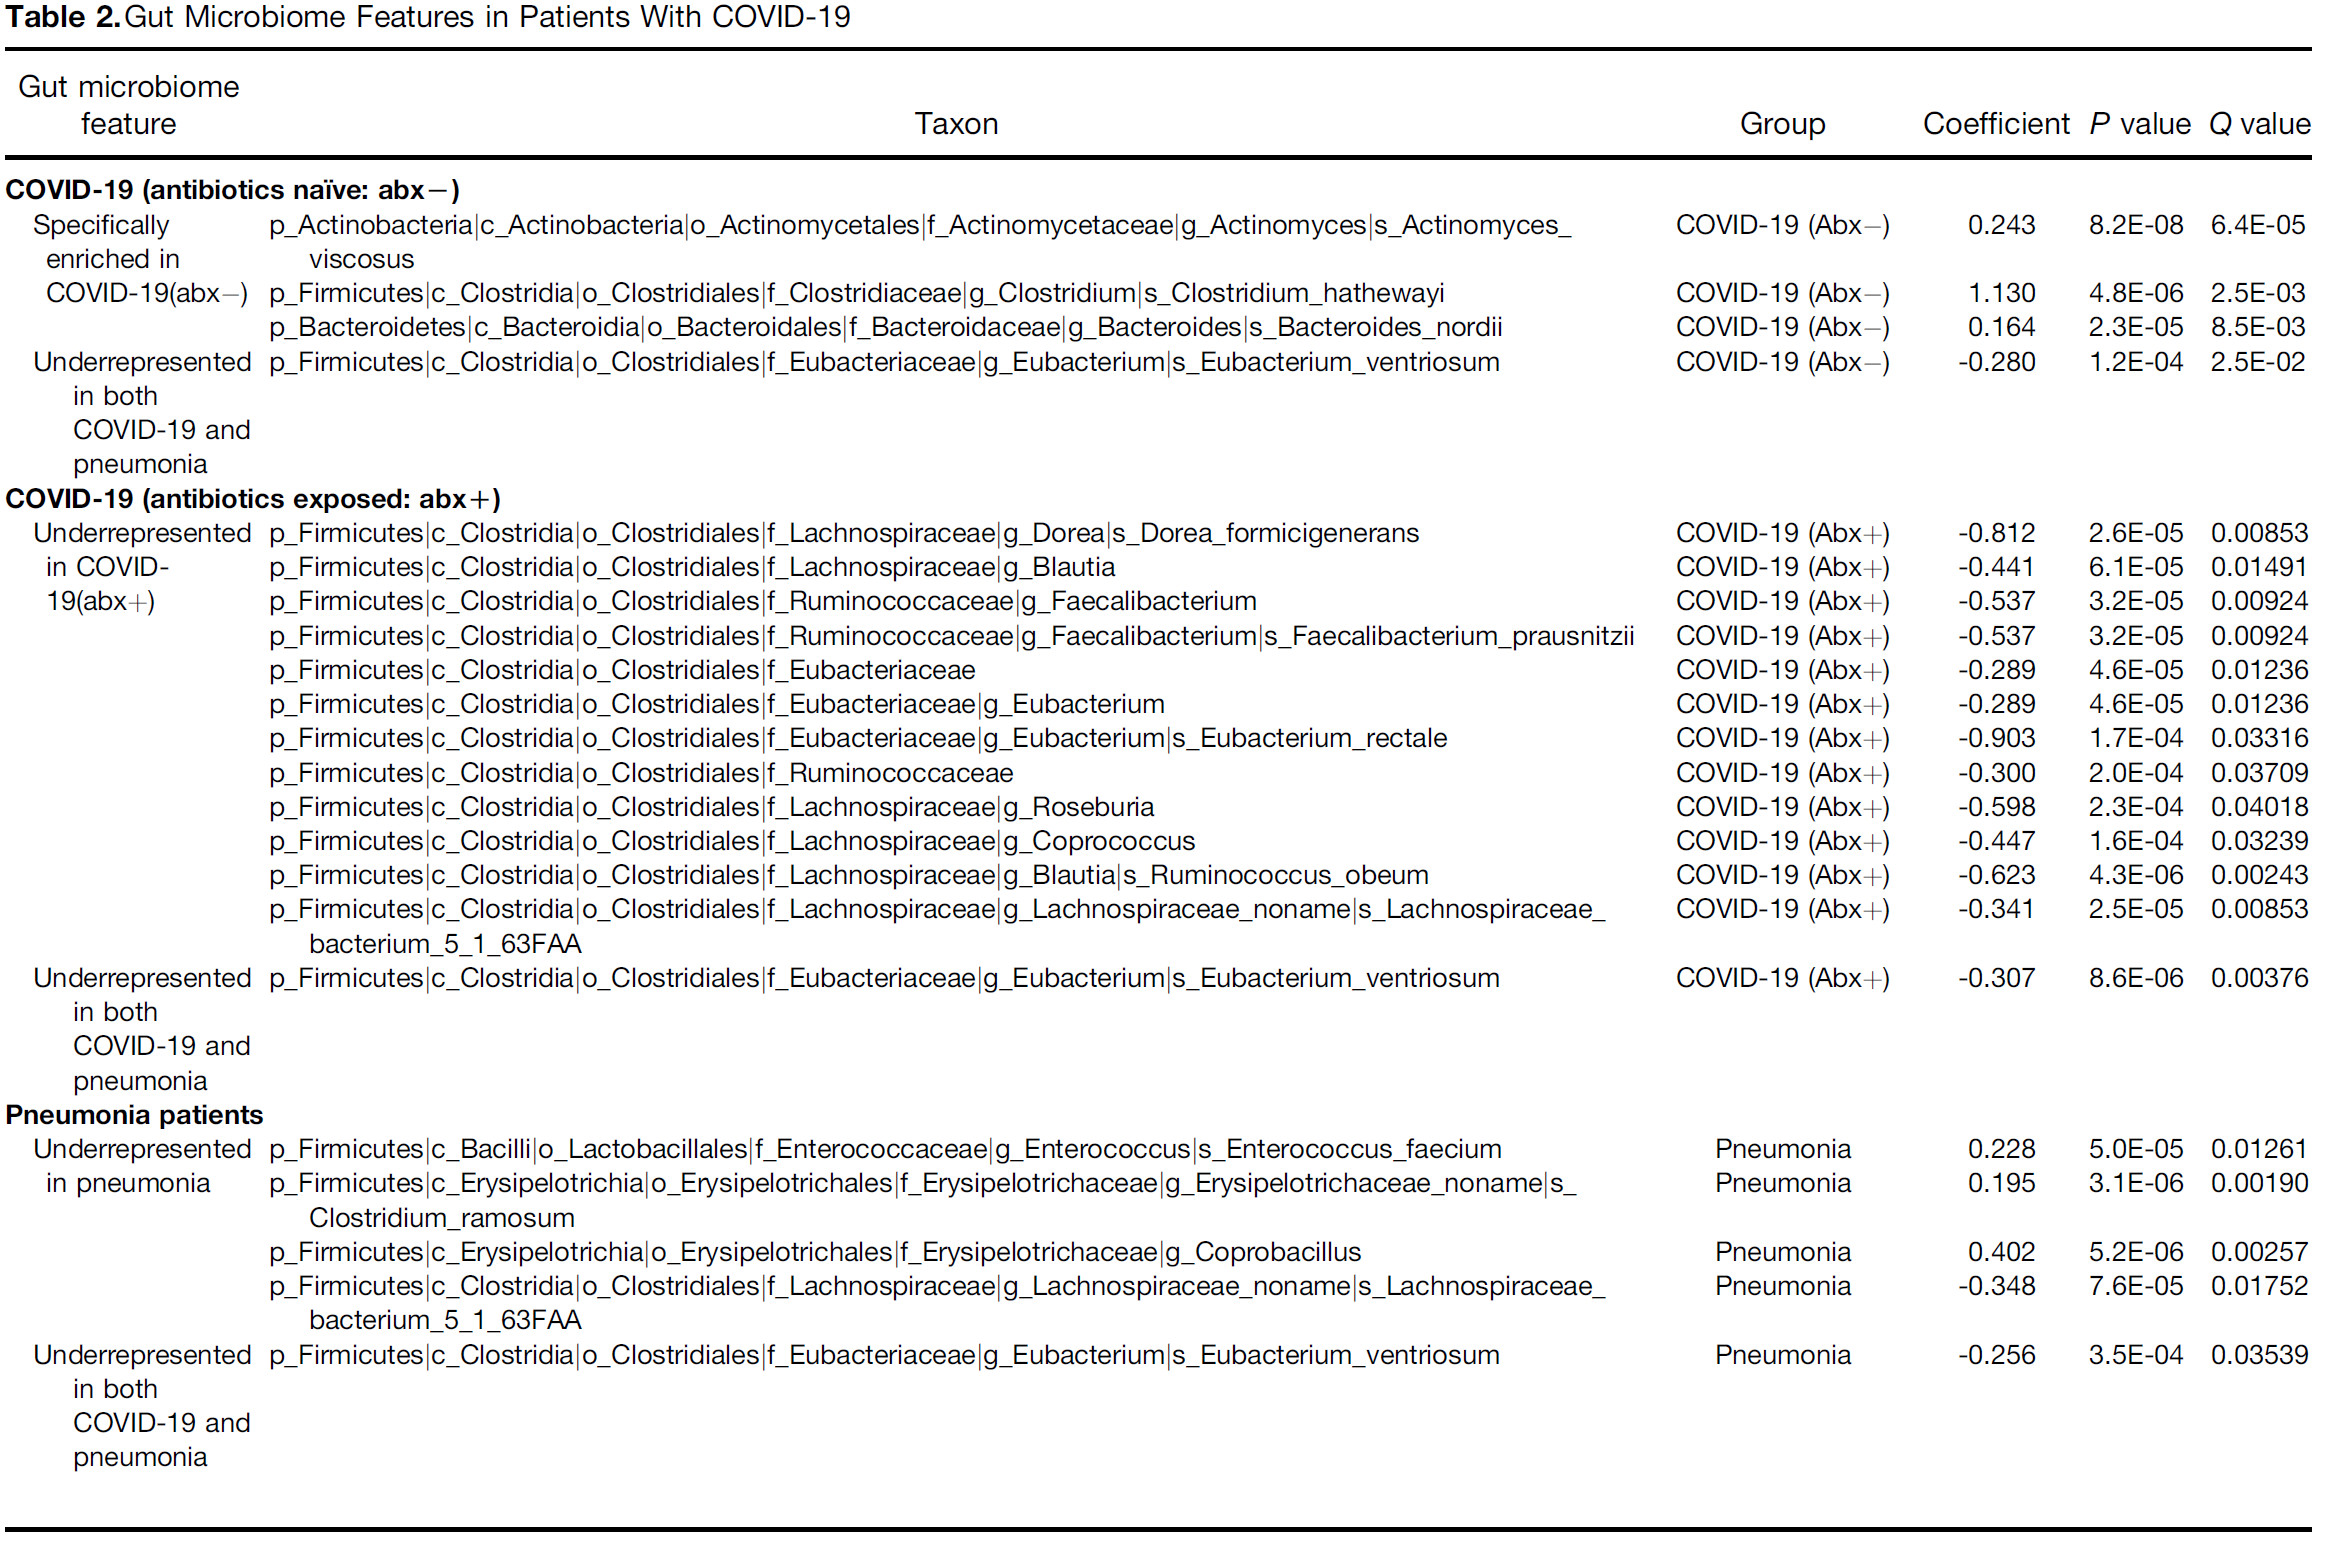 Table 2. Gut Microbiome Features in Patients With COVID-19
Gut microbiome
feature Taxon Group Coefficient P value Q value
COVID-19 (antibiotics naïve: abx−)
Specifically p_Actinobacteria|c_Actinobacteria|o_Actinomycetales|f_Actinomycetaceae|g_Actinomyces|s_Actinomyces_ COVID-19 (Abx−) 0.243 8.2E-08 6.4E-05
enriched in viscosus
COVID-19(abx−) p_Firmicutes|c_Clostridia|o_Clostridiales|f_Clostridiaceae|g_Clostridium|s_Clostridium_hathewayi COVID-19 (Abx−) 1.130 4.8E-06 2.5E-03
p_Bacteroidetes|c_Bacteroidia|o_Bacteroidales|f_Bacteroidaceae|g_Bacteroides|s_Bacteroides_nordii COVID-19 (Abx−) 0.164 2.3E-05 8.5E-03
Underrepresented p_Firmicutes|c_Clostridia|o_Clostridiales|f_Eubacteriaceae|g_Eubacterium|s_Eubacterium_ventriosum COVID-19 (Abx−) -0.280 1.2E-04 2.5E-02
in both
COVID-19 and
pneumonia
COVID-19 (antibiotics exposed: abx+)
Underrepresented p_Firmicutes|c_Clostridia|o_Clostridiales|f_Lachnospiraceae|g_Dorea|s_Dorea_formicigenerans COVID-19 (Abx+) -0.812 2.6E-05 0.00853
in COVID- p_Firmicutes|c_Clostridia|o_Clostridiales|f_Lachnospiraceae|g_Blautia COVID-19 (Abx+) -0.441 6.1E-05 0.01491
19(abx+) p_Firmicutes|c_Clostridia|o_Clostridiales|f_Ruminococcaceae|g_Faecalibacterium COVID-19 (Abx+) -0.537 3.2E-05 0.00924
p_Firmicutes|c_Clostridia|o_Clostridiales|f_Ruminococcaceae|g_Faecalibacterium|s_Faecalibacterium_prausnitzii COVID-19 (Abx+) -0.537 3.2E-05 0.00924
p_Firmicutes|c_Clostridia|o_Clostridiales|f_Eubacteriaceae COVID-19 (Abx+) -0.289 4.6E-05 0.01236
p_Firmicutes|c_Clostridia|o_Clostridiales|f_Eubacteriaceae|g_Eubacterium COVID-19 (Abx+) -0.289 4.6E-05 0.01236
p_Firmicutes|c_Clostridia|o_Clostridiales|f_Eubacteriaceae|g_Eubacterium|s_Eubacterium_rectale COVID-19 (Abx+) -0.903 1.7E-04 0.03316
p_Firmicutes|c_Clostridia|o_Clostridiales|f_Ruminococcaceae COVID-19 (Abx+) -0.300 2.0E-04 0.03709
p_Firmicutes|c_Clostridia|o_Clostridiales|f_Lachnospiraceae|g_Roseburia COVID-19 (Abx+) -0.598 2.3E-04 0.04018
p_Firmicutes|c_Clostridia|o_Clostridiales|f_Lachnospiraceae|g_Coprococcus COVID-19 (Abx+) -0.447 1.6E-04 0.03239
p_Firmicutes|c_Clostridia|o_Clostridiales|f_Lachnospiraceae|g_Blautia|s_Ruminococcus_obeum COVID-19 (Abx+) -0.623 4.3E-06 0.00243
p_Firmicutes|c_Clostridia|o_Clostridiales|f_Lachnospiraceae|g_Lachnospiraceae_noname|s_Lachnospiraceae_ COVID-19 (Abx+) -0.341 2.5E-05 0.00853
bacterium_5_1_63FAA
Underrepresented p_Firmicutes|c_Clostridia|o_Clostridiales|f_Eubacteriaceae|g_Eubacterium|s_Eubacterium_ventriosum COVID-19 (Abx+) -0.307 8.6E-06 0.00376
in both
COVID-19 and
pneumonia
Pneumonia patients
Underrepresented p_Firmicutes|c_Bacilli|o_Lactobacillales|f_Enterococcaceae|g_Enterococcus|s_Enterococcus_faecium Pneumonia 0.228 5.0E-05 0.01261
in pneumonia p_Firmicutes|c_Erysipelotrichia|o_Erysipelotrichales|f_Erysipelotrichaceae|g_Erysipelotrichaceae_noname|s_ Pneumonia 0.195 3.1E-06 0.00190
Clostridium_ramosum
p_Firmicutes|c_Erysipelotrichia|o_Erysipelotrichales|f_Erysipelotrichaceae|g_Coprobacillus Pneumonia 0.402 5.2E-06 0.00257
p_Firmicutes|c_Clostridia|o_Clostridiales|f_Lachnospiraceae|g_Lachnospiraceae_noname|s_Lachnospiraceae_ Pneumonia -0.348 7.6E-05 0.01752
bacterium_5_1_63FAA
Underrepresented p_Firmicutes|c_Clostridia|o_Clostridiales|f_Eubacteriaceae|g_Eubacterium|s_Eubacterium_ventriosum Pneumonia -0.256 3.5E-04 0.03539
in both
COVID-19 and
pneumonia